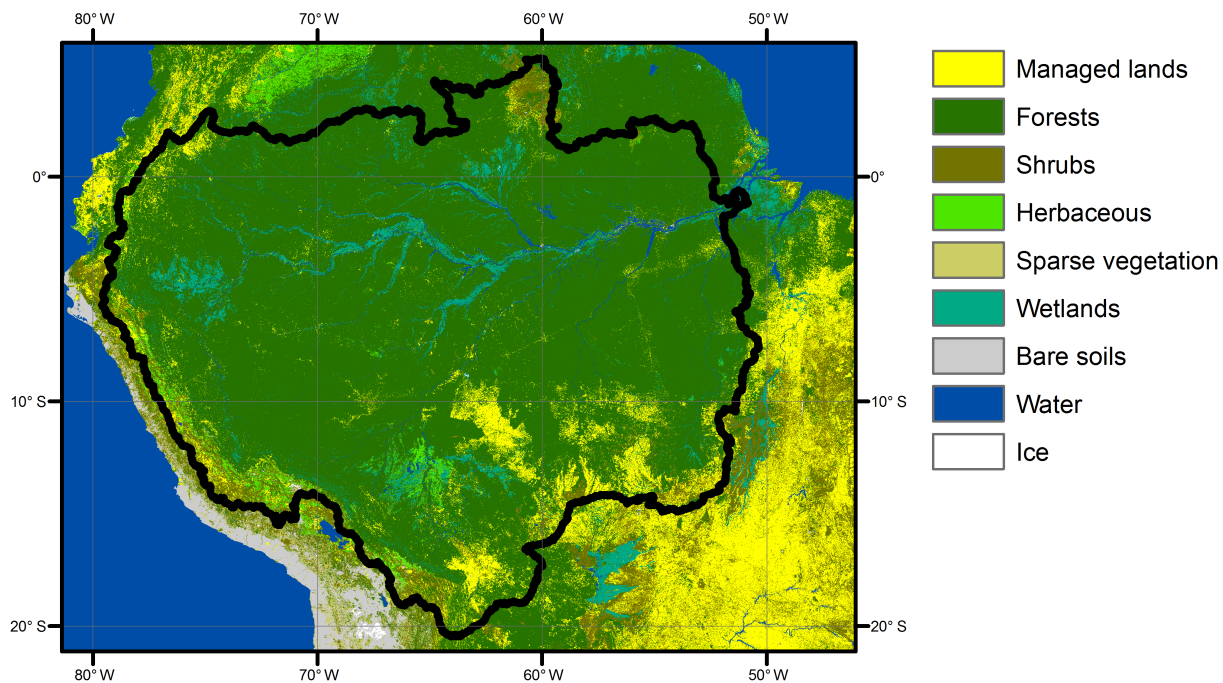 80° W 70° W 60° W 50° W
Managed lands
Forests
Shrubs
0° 0°
Herbaceous
Sparse vegetation
Wetlands
Bare soils
10° S 10° S
Water
Ice
20° S 20° S
80° W 70° W 60° W 50° W